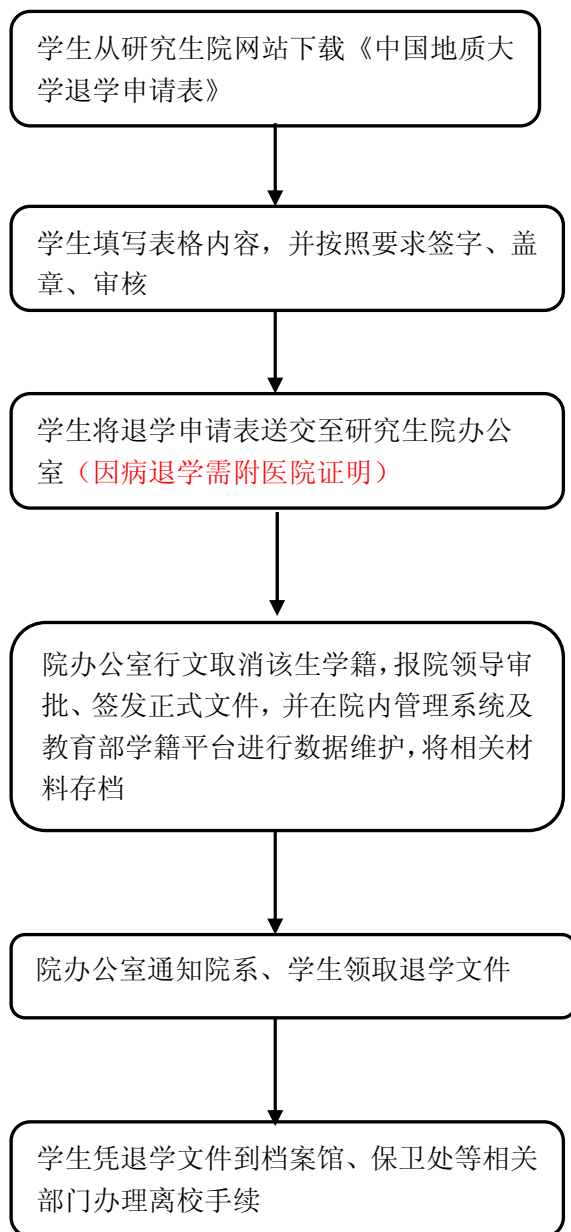 学生从研究生院网站下载《中国地质大
学退学申请表》
学生填写表格内容，并按照要求签字、盖
章、审核
学生将退学申请表送交至研究生院办公
室（因病退学需附医院证明）
院办公室行文取消该生学籍，报院领导审
批、签发正式文件，并在院内管理系统及
教育部学籍平台进行数据维护，将相关材
料存档
院办公室通知院系、学生领取退学文件
学生凭退学文件到档案馆、保卫处等相关
部门办理离校手续